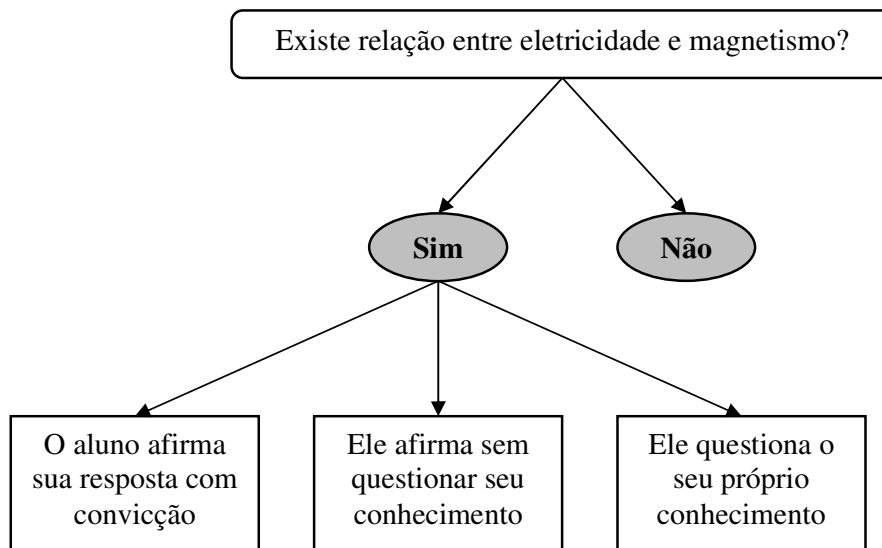 Existe relação entre eletricidade e magnetismo?
Sim
Não
O aluno afirma
sua resposta com
convicção
Ele afirma sem
questionar seu
conhecimento
Ele questiona o
seu próprio
conhecimento